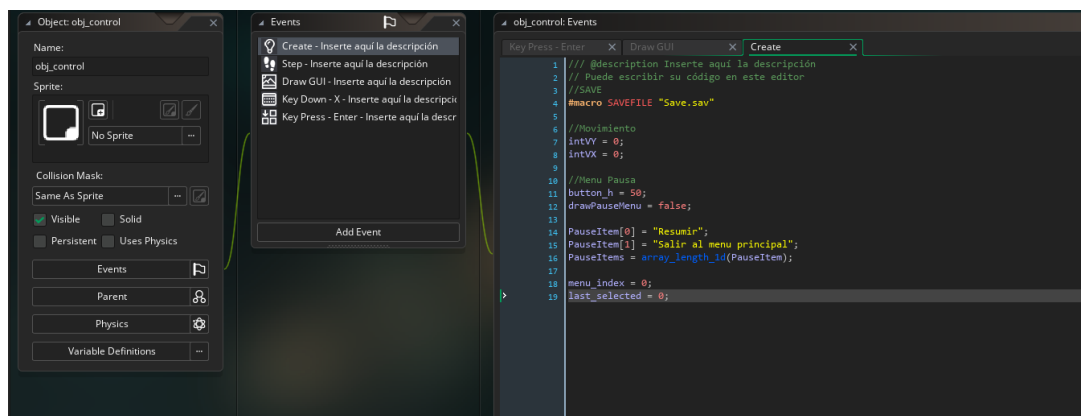 Object: obj_control
Name:
obj_control
Sprite:
No Sprite
Collision Mask:
Same As Sprite
Visible
Solid
Persistent
Uses Physics
Events
Parent
Physics
Variable Definitions
Events
Create - Inserte aquí la descripción
Step - Inserte aquí la descripción
Draw GUI - Inserte aquí la descripción
Key Down - X - Inserte aquí la descripci
Key Press - Enter - Inserte aquí la descr
Add Event
obj_control: Events
Key Press - Enter
Draw GUI
Create
1 /// @description Inserte aquí la descripción
2 // Puede escribir su código en este editor
3 //SAVE
4 #macro SAVEFILE "Save.sav"
5
6 //Movimiento
7 intVY = 0;
8 intVX = 0;
9
10 //Menu Pausa
11 button_h = 50;
12 drawPauseMenu = false;
13
14 PauseItem[0] = "Resumir";
15 PauseItem[1] = "Salir al menu principal";
16 PauseItems = array_length_1d(PauseItem);
17
18 menu_index = 0;
19 last_selected = 0;